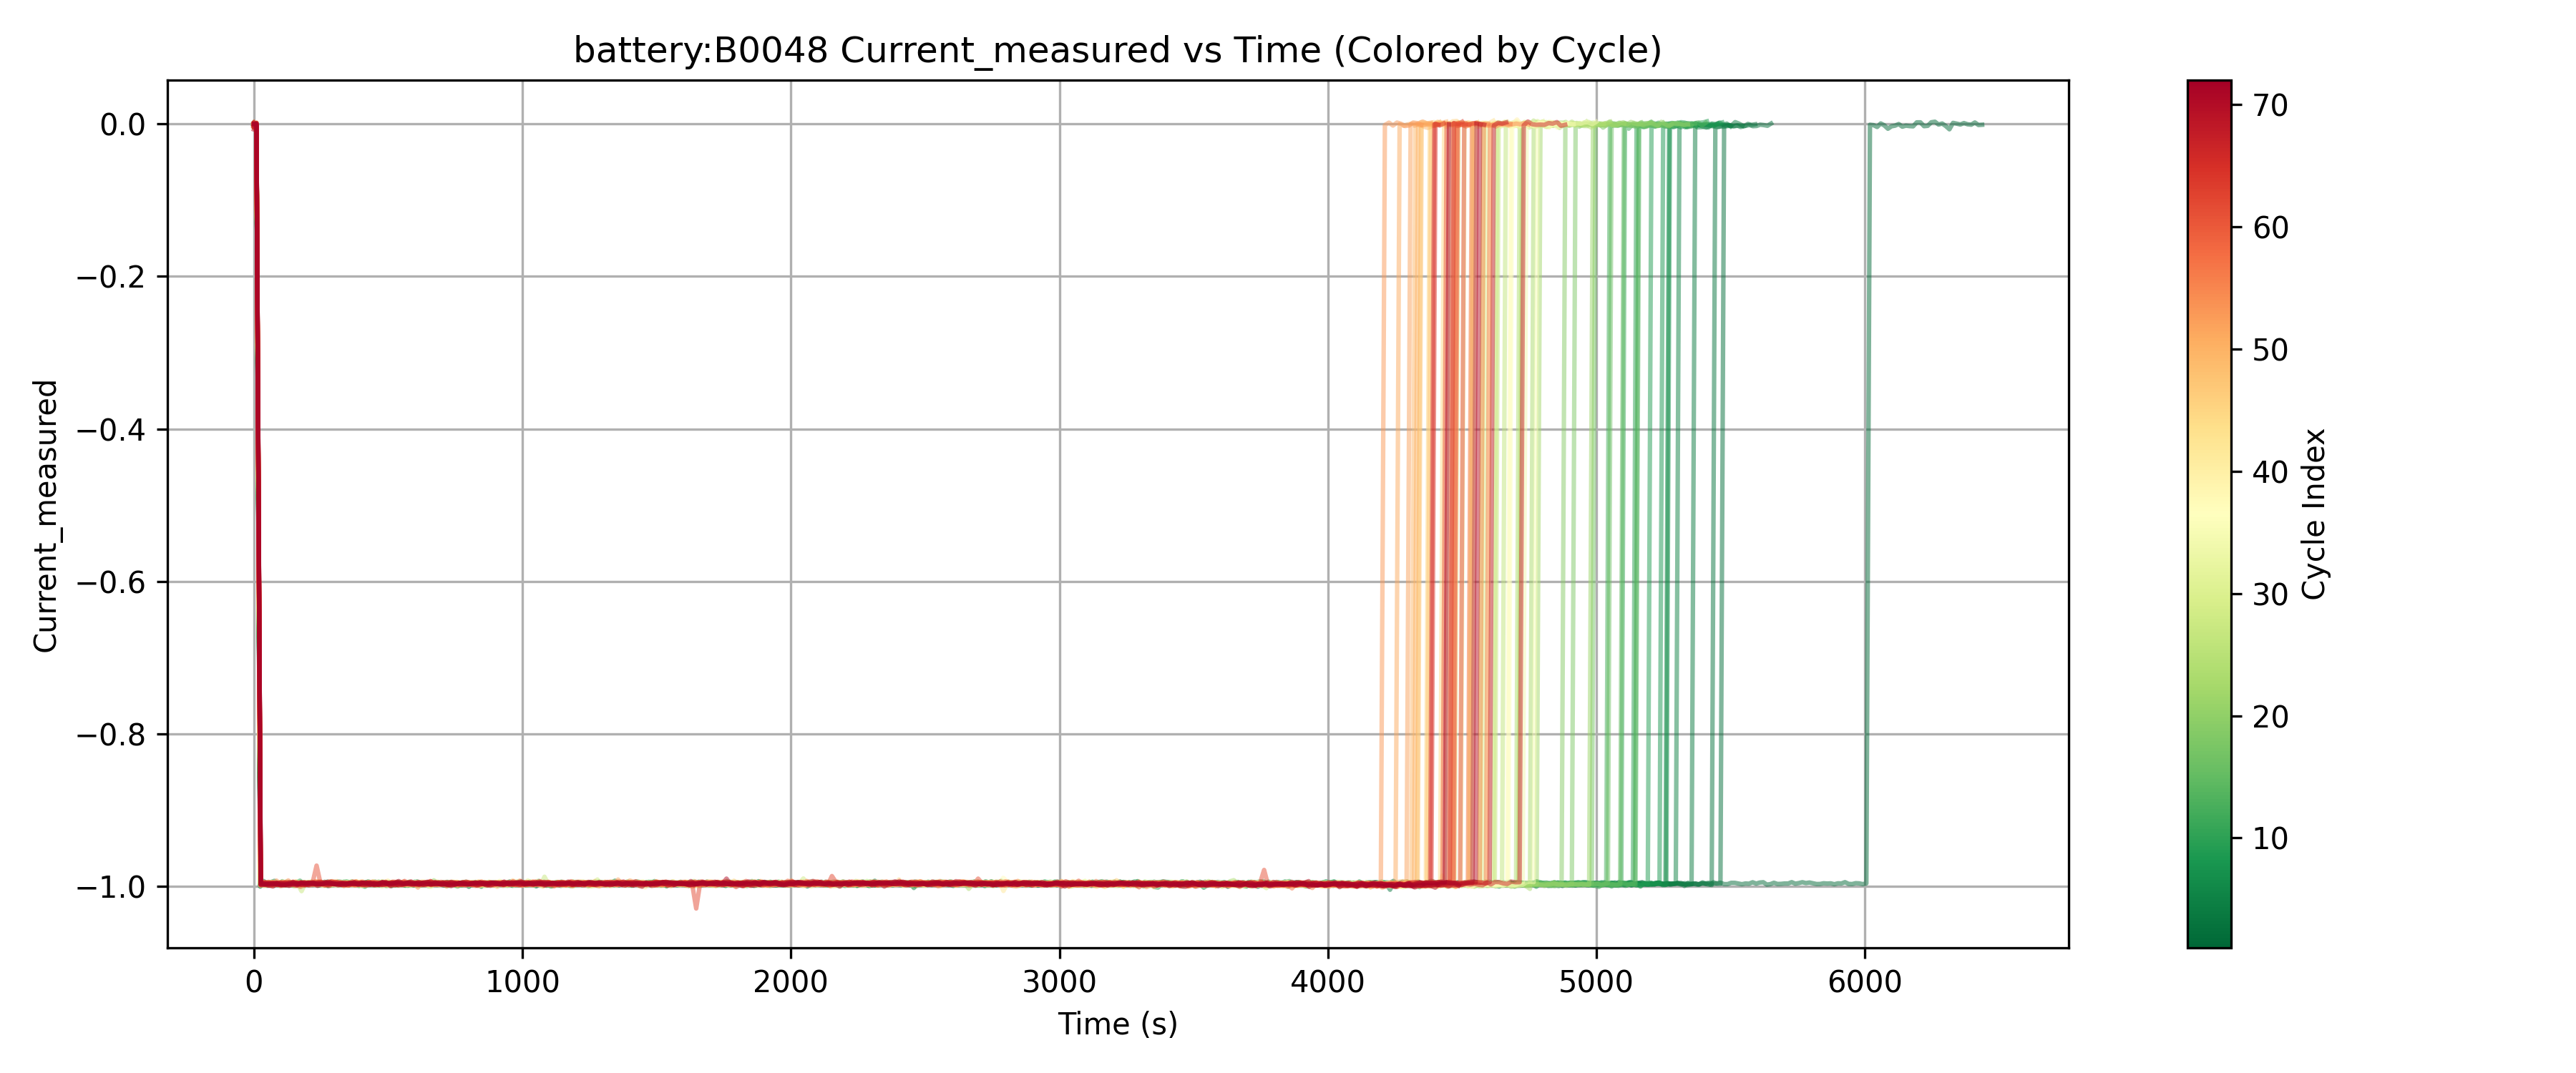 battery:B0048 Current_measured vs Time (Colored by Cycle)
Current_measured
0.0
−0.2
−0.4
−0.6
−0.8
−1.0
0 1000 2000 3000 4000 5000 6000
Time (s)
70
60
50
40
30
20
10
Cycle Index